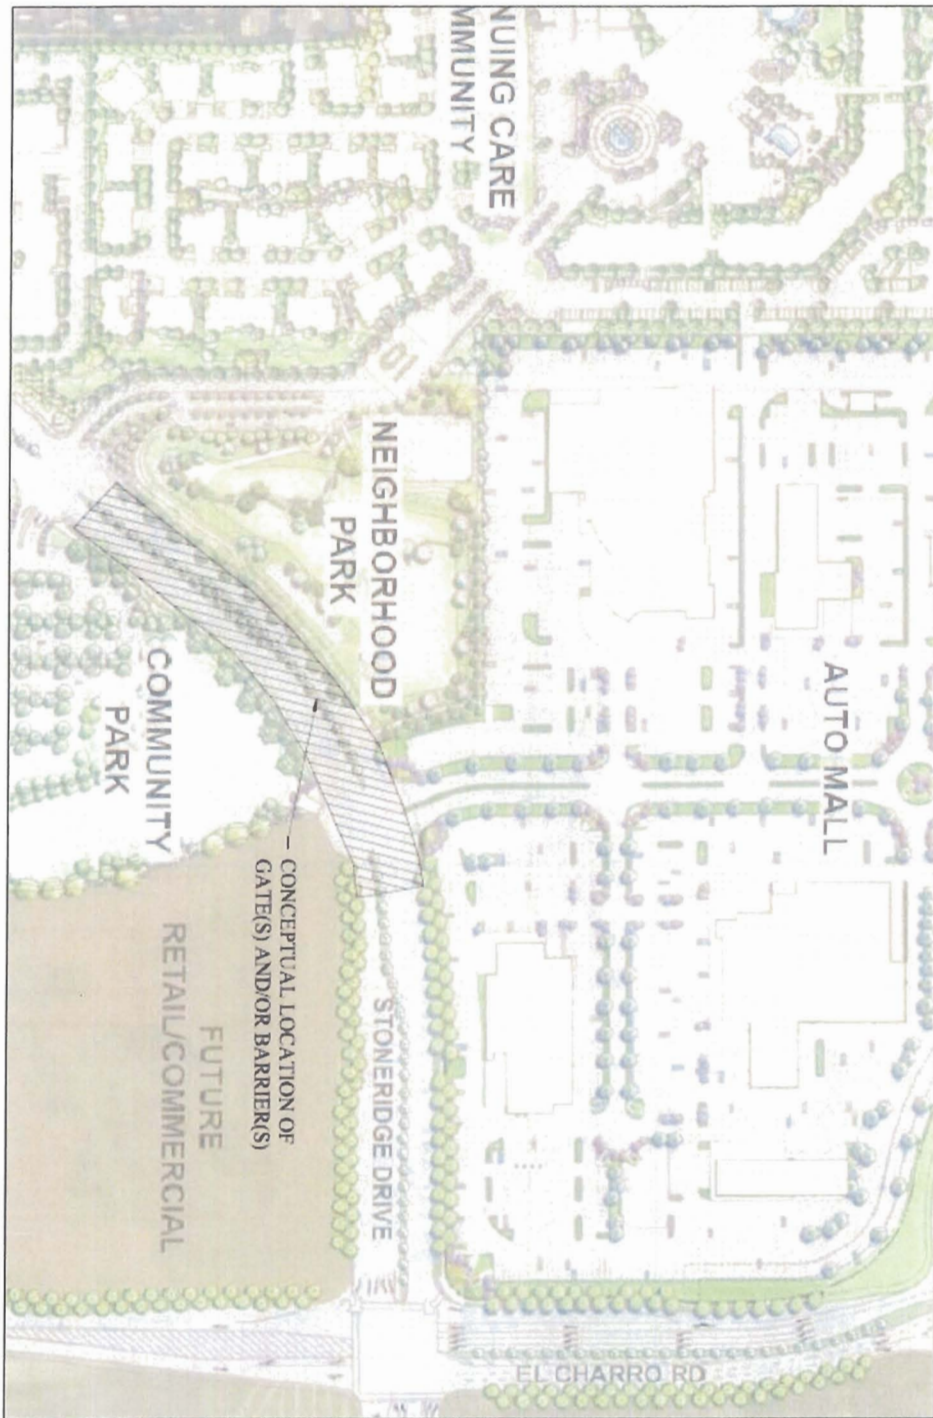 NUING CARE
MMUNITY
10
NEIGHBORHOOD
PARK
AUTO MALL
COMMUNITY
PARK
CONCEPTUAL LOCATION OF
GATE(S) AND/OR BARRIER(S)
STONERIDGE DRIVE
FUTURE
RETAIL/COMMERCIAL
EL CHARRO RD